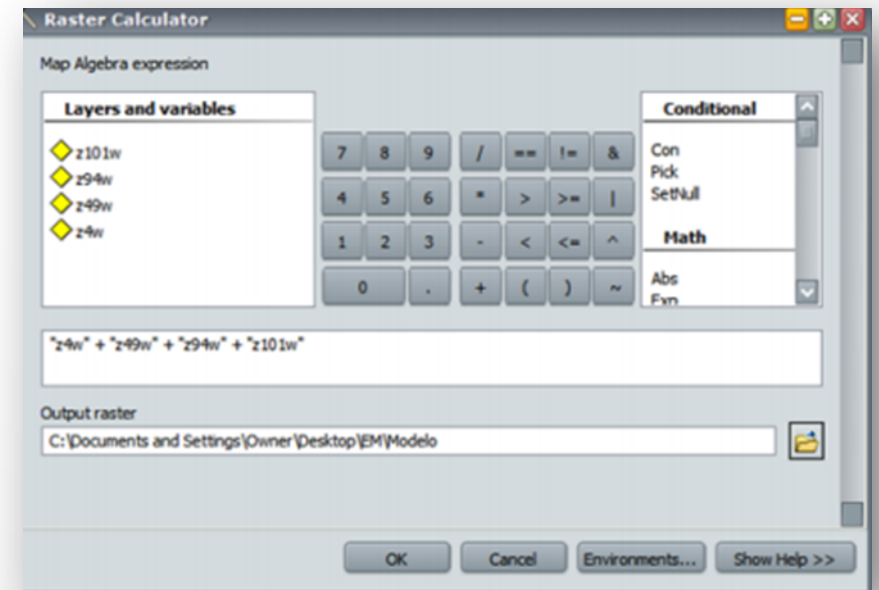 Raster Calculator
Map Algebra expression
Layers and variables
z101w
z94w
z49w
z4w
7 8 9 / == != & 
4 5 6 * > >= |
1 2 3 - < <= ^
0 . + ( ) ~
Conditional
Con
Pick
SetNull
Math
Abs
Exp
"z4w" + "z49w" + "z94w" + "z101w"
Output raster
C:\Documents and Settings\Owner\Desktop\EM\Modelo
OK Cancel Environments... Show Help >>